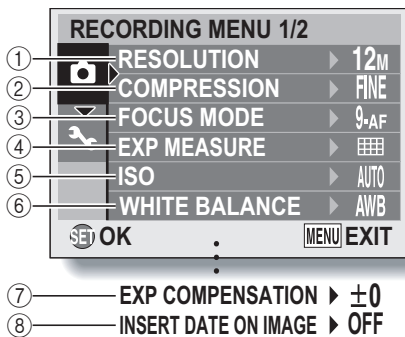 RECORDING MENU 1/2
① RESOLUTION 12M
② COMPRESSION FINE
③ FOCUS MODE 9-AF
④ EXP MEASURE
⑤ ISO AUTO
⑥ WHITE BALANCE AWB
SET OK MENU EXIT
⑦ EXP COMPENSATION ±0
⑧ INSERT DATE ON IMAGE OFF